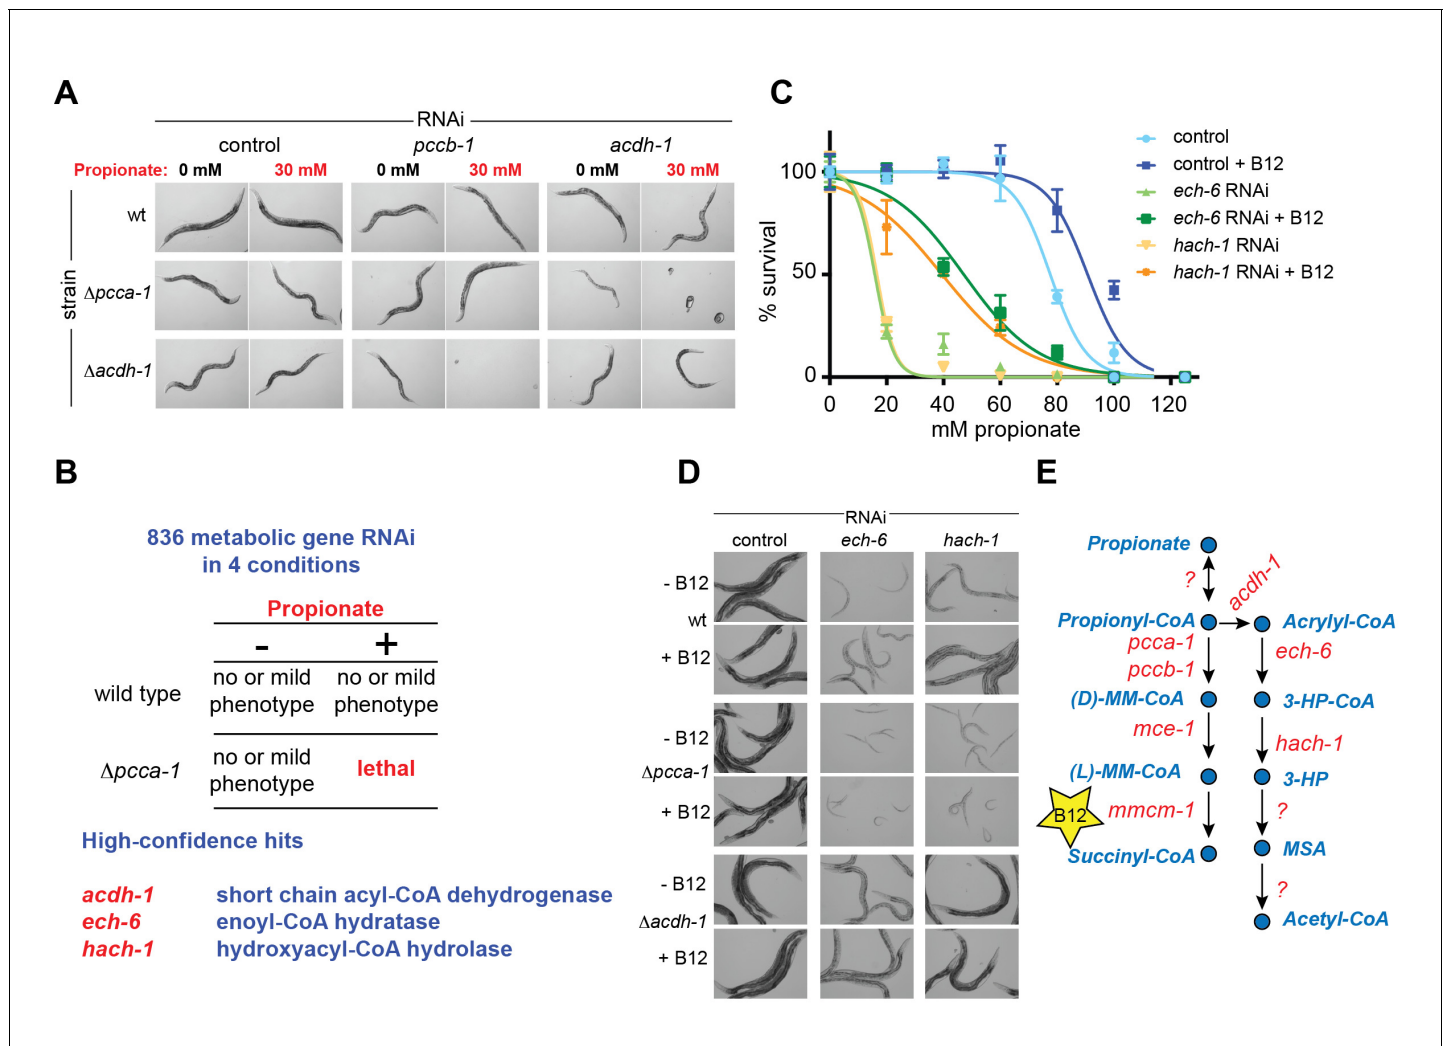 A
RNAi
control
pccb-1
acdh-1
Propionate: 0 mM 30 mM 0 mM 30 mM 0 mM 30 mM
strain
wt
Δpcca-1
Δacdh-1
B
836 metabolic gene RNAi
in 4 conditions
Propionate
- +
wild type
no or mild
phenotype
no or mild
phenotype
Δpcca-1
no or mild
phenotype
lethal
High-confidence hits
acdh-1 short chain acyl-CoA dehydrogenase
ech-6 enoyl-CoA hydratase
hach-1 hydroxyacyl-CoA hydrolase
C
% survival
100
50
0
0 20 40 60 80 100 120
mM propionate
control
control + B12
ech-6 RNAi
ech-6 RNAi + B12
hach-1 RNAi
hach-1 RNAi + B12
D
RNAi
control ech-6 hach-1
- B12
wt
+ B12
- B12
Δpcca-1
+ B12
- B12
Δacdh-1
+ B12
E
Propionate
?
acdh-1
Propionyl-CoA
Acrylyl-CoA
pcca-1
pccb-1
ech-6
(D)-MM-CoA
3-HP-CoA
mce-1
hach-1
(L)-MM-CoA
3-HP
B12
mmcm-1
?
Succinyl-CoA
MSA
?
Acetyl-CoA